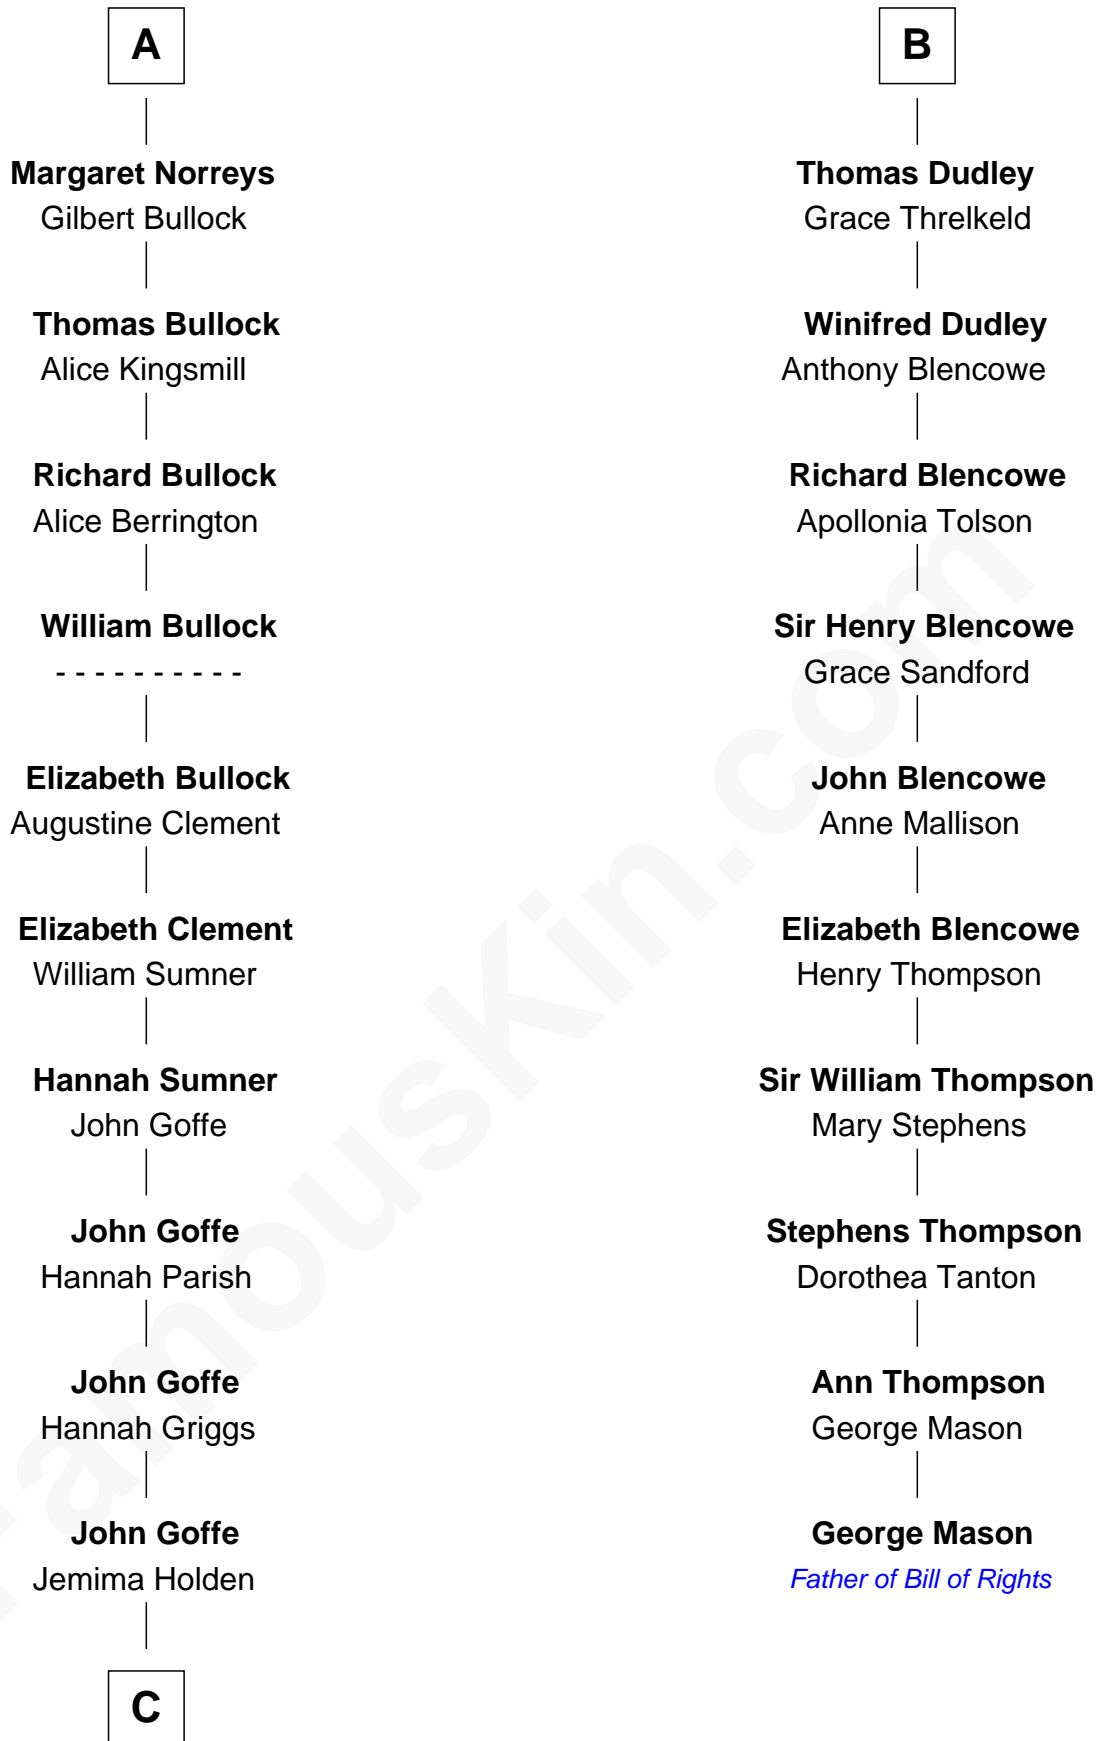 A
Margaret Norreys
Gilbert Bullock
Thomas Bullock
Alice Kingsmill
Richard Bullock
Alice Berrington
William Bullock
- - - - - - - - - -
Elizabeth Bullock
Augustine Clement
Elizabeth Clement
William Sumner
Hannah Sumner
John Goffe
John Goffe
Hannah Parish
John Goffe
Hannah Griggs
John Goffe
Jemima Holden
C
B
Thomas Dudley
Grace Threlkeld
Winifred Dudley
Anthony Blencowe
Richard Blencowe
Apollonia Tolson
Sir Henry Blencowe
Grace Sandford
John Blencowe
Anne Mallison
Elizabeth Blencowe
Henry Thompson
Sir William Thompson
Mary Stephens
Stephens Thompson
Dorothea Tanton
Ann Thompson
George Mason
George Mason
Father of Bill of Rights
FamousKin.com